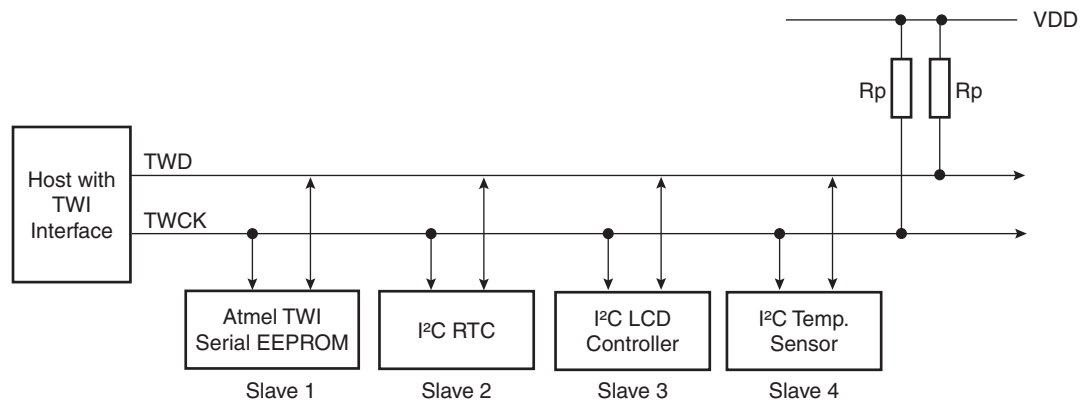 VDD
Rp
Rp
Host with
TWI
Interface
TWD
TWCK
Atmel TWI
Serial EEPROM
I²C RTC
I²C LCD
Controller
I²C Temp.
Sensor
Slave 1
Slave 2
Slave 3
Slave 4